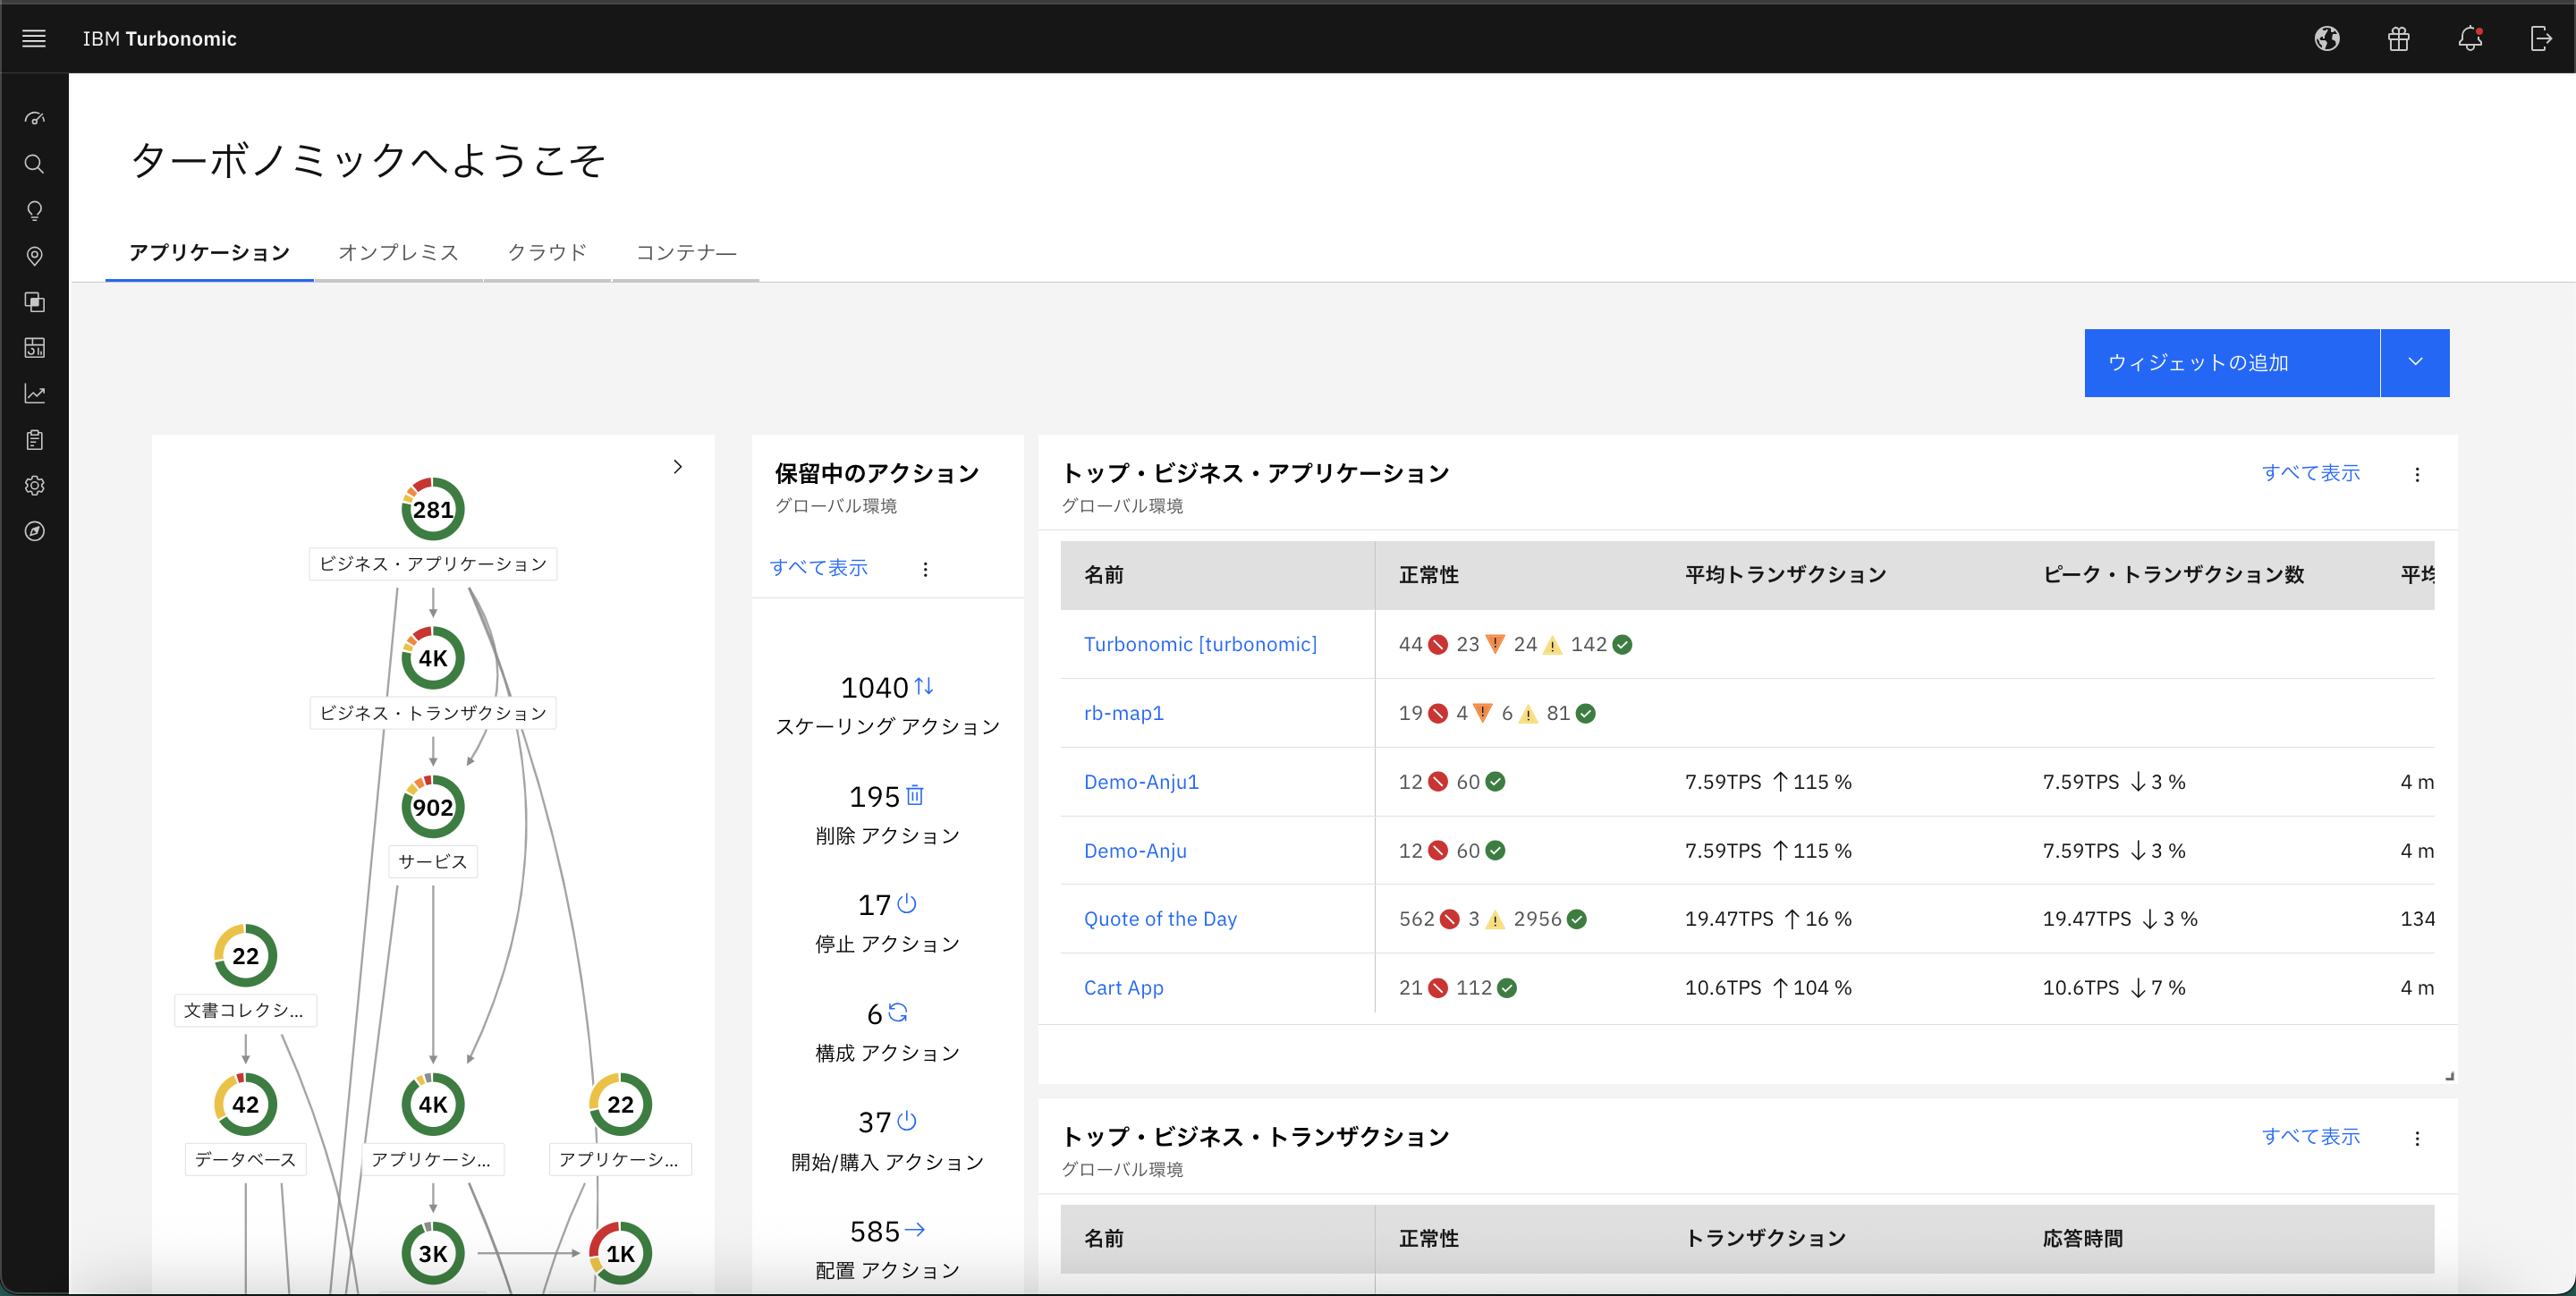 IBM Turbonomic
ターボノミックへようこそ
アプリケーション オンプレミス クラウド コンテナ―
ウィジェットの追加
281
ビジネス・アプリケーション
4K
ビジネス・トランザクション
902
サービス
22
文書コレクシ...
42
データベース
4K
アプリケーシ...
22
アプリケーシ...
3K
1K
保留中のアクション
グローバル環境
すべて表示
1040
スケーリング アクション
195
削除 アクション
17
停止 アクション
6
構成 アクション
37
開始/購入 アクション
585
配置 アクション
トップ・ビジネス・アプリケーション
グローバル環境
すべて表示
名前 正常性 平均トランザクション ピーク・トランザクション数 平均
Turbonomic [turbonomic] 44 23 24 142
rb-map1 19 4 6 81
Demo-Anju1 12 60 7.59TPS ↑115 % 7.59TPS ↓3 % 4 m
Demo-Anju 12 60 7.59TPS ↑115 % 7.59TPS ↓3 % 4 m
Quote of the Day 562 3 2956 19.47TPS ↑16 % 19.47TPS ↓3 % 134
Cart App 21 112 10.6TPS ↑104 % 10.6TPS ↓7 % 4 m
トップ・ビジネス・トランザクション
グローバル環境
すべて表示
名前 正常性 トランザクション 応答時間